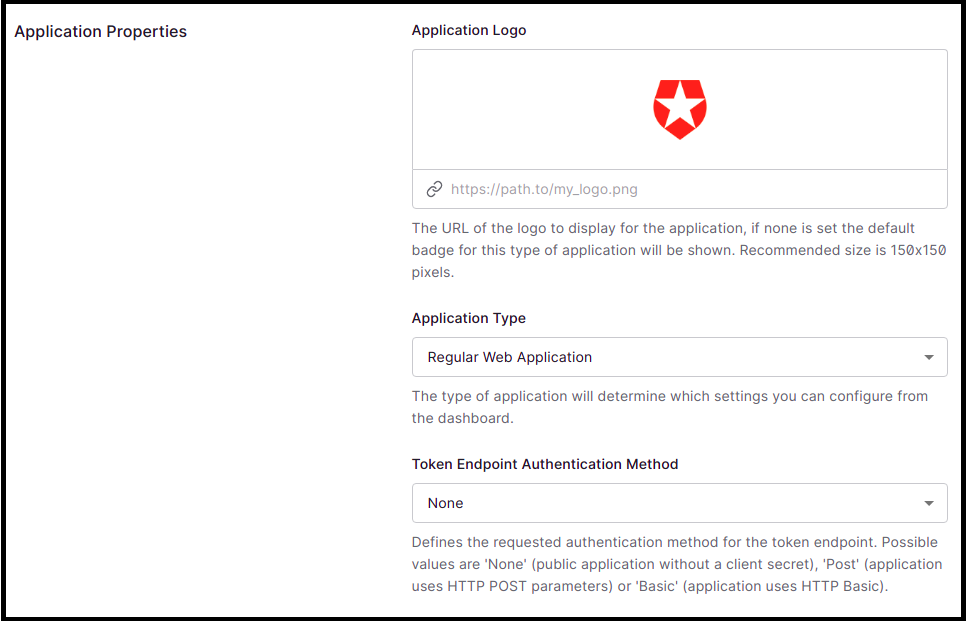 Application Properties
Application Logo
https://path.to/my_logo.png
The URL of the logo to display for the application, if none is set the default
badge for this type of application will be shown. Recommended size is 150x150
pixels.
Application Type
Regular Web Application
The type of application will determine which settings you can configure from
the dashboard.
Token Endpoint Authentication Method
None
Defines the requested authentication method for the token endpoint. Possible
values are 'None' (public application without a client secret), 'Post' (application
uses HTTP POST parameters) or 'Basic' (application uses HTTP Basic).